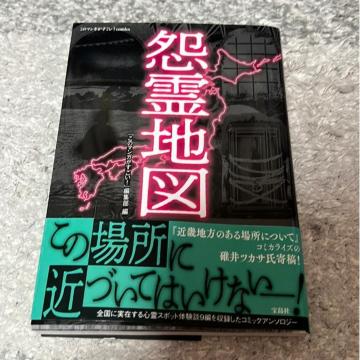 このマンガがすごい!comics
怨霊地図
『このマンガがすごい!』編集部 編
この場所に
近づいてはいけない――!
『近畿地方のある場所について』
コミカライズの
碓井ツカサ氏寄稿!
宝島社
全国に実在する心霊スポット体験談9編を収録したコミックアンソロジー